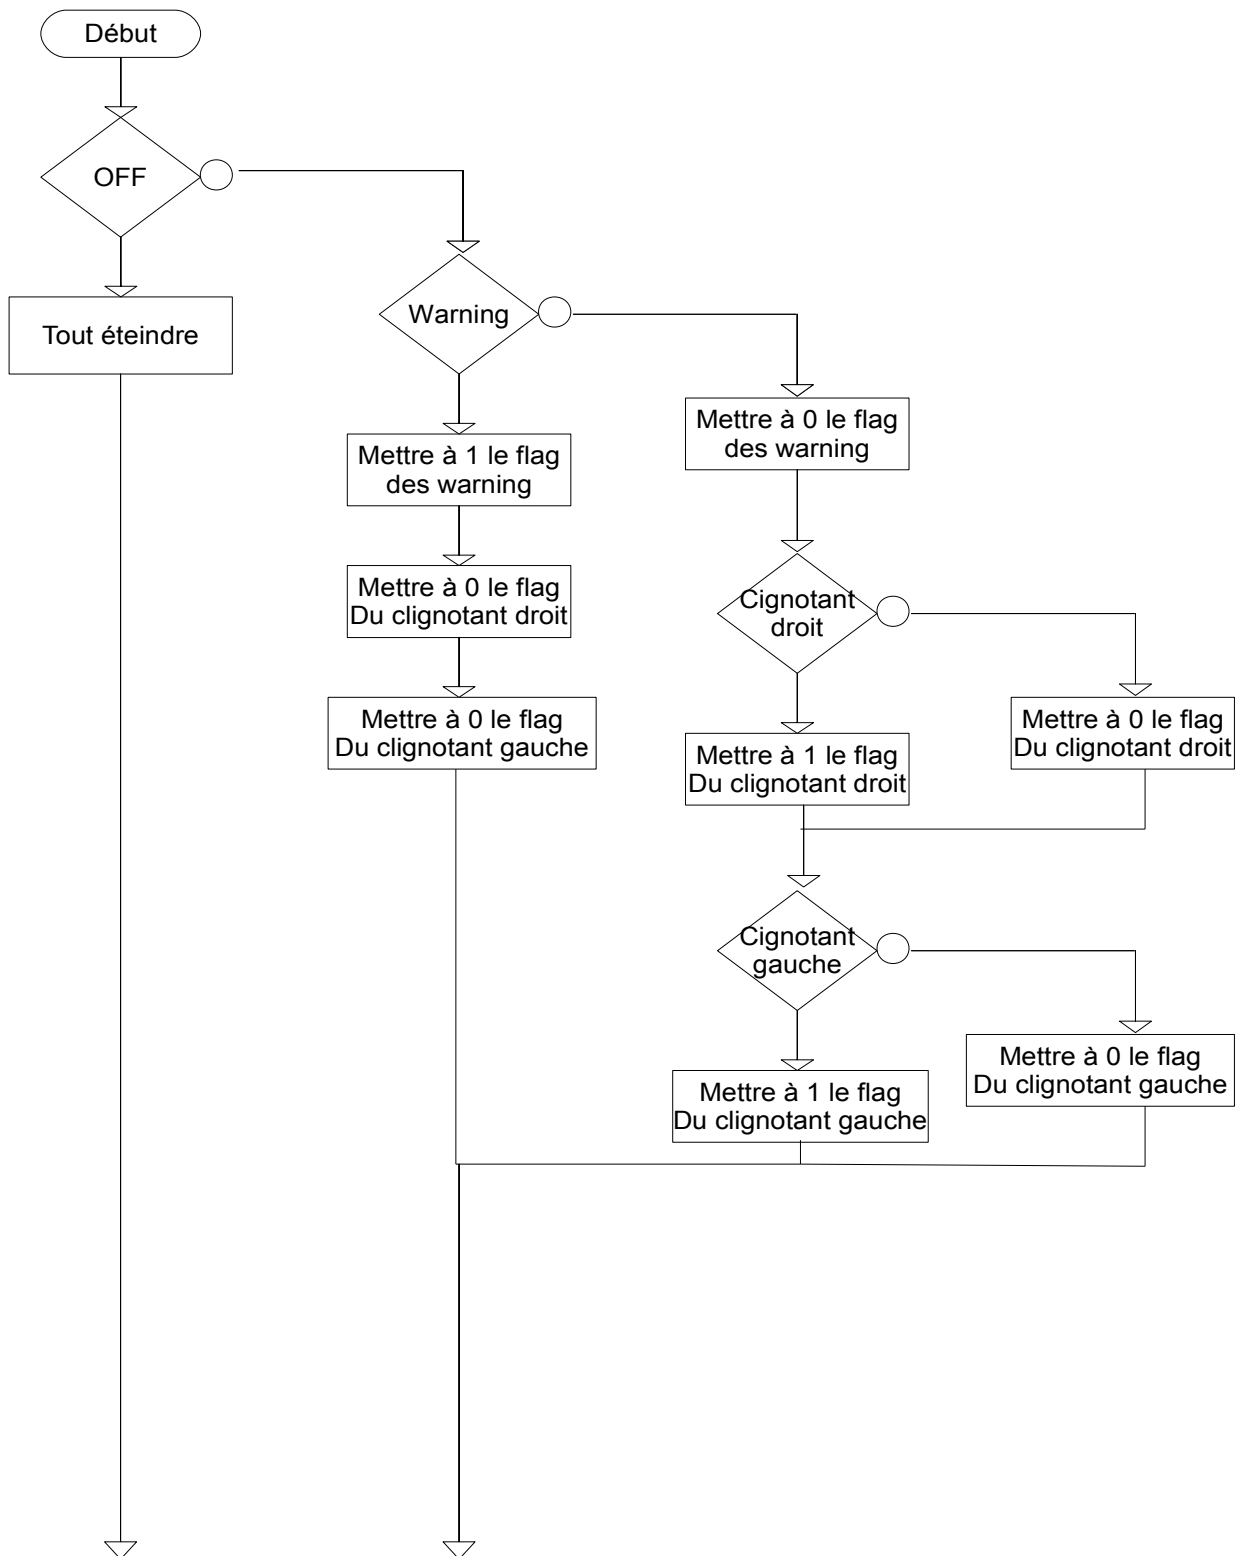 Début
OFF
Tout éteindre
Warning
Mettre à 1 le flag
des warning
Mettre à 0 le flag
Du clignotant droit
Mettre à 0 le flag
Du clignotant gauche
Mettre à 0 le flag
des warning
Cignotant
droit
Mettre à 1 le flag
Du clignotant droit
Mettre à 0 le flag
Du clignotant droit
Cignotant
gauche
Mettre à 1 le flag
Du clignotant gauche
Mettre à 0 le flag
Du clignotant gauche